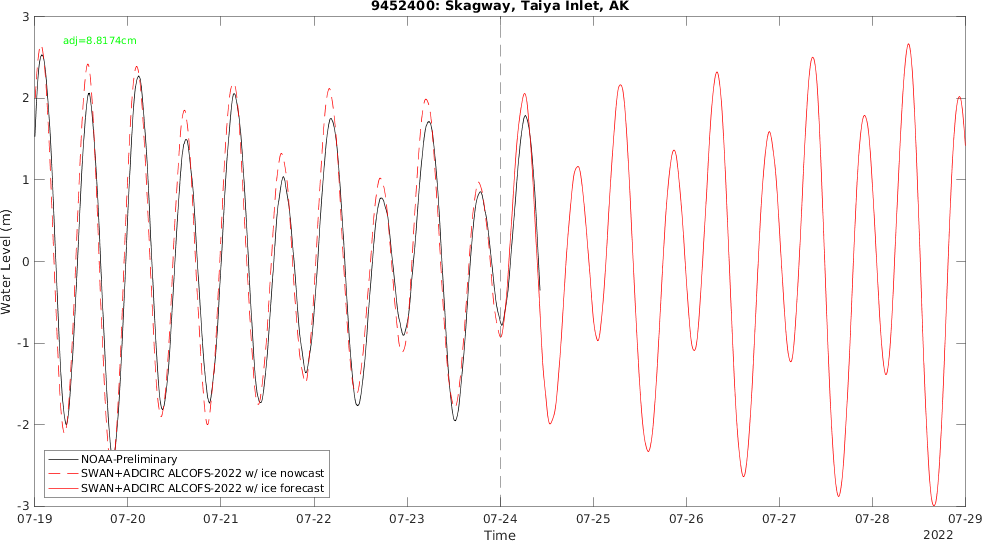 9452400: Skagway, Taiya Inlet, AK
adj=8.8174cm
3
2
1
0
-1
-2
-3
Water Level (m)
NOAA-Preliminary
SWAN+ADCIRC ALCOFS-2022 w/ ice nowcast
SWAN+ADCIRC ALCOFS-2022 w/ ice forecast
07-19 07-20 07-21 07-22 07-23 07-24 07-25 07-26 07-27 07-28 07-29
Time
2022